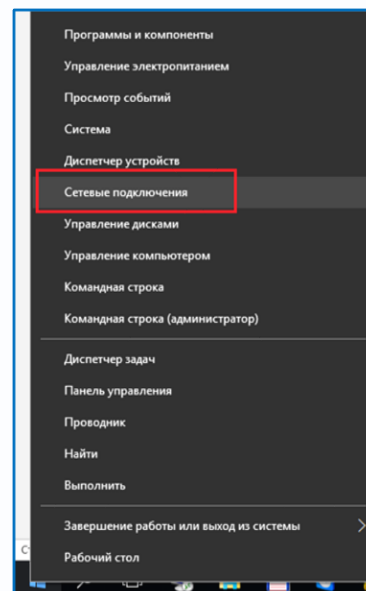 Программы и компоненты
Управление электропитанием
Просмотр событий
Система
Диспетчер устройств
Сетевые подключения
Управление дисками
Управление компьютером
Командная строка
Командная строка (администратор)
Диспетчер задач
Панель управления
Проводник
Найти
Выполнить
Завершение работы или выход из системы
Рабочий стол